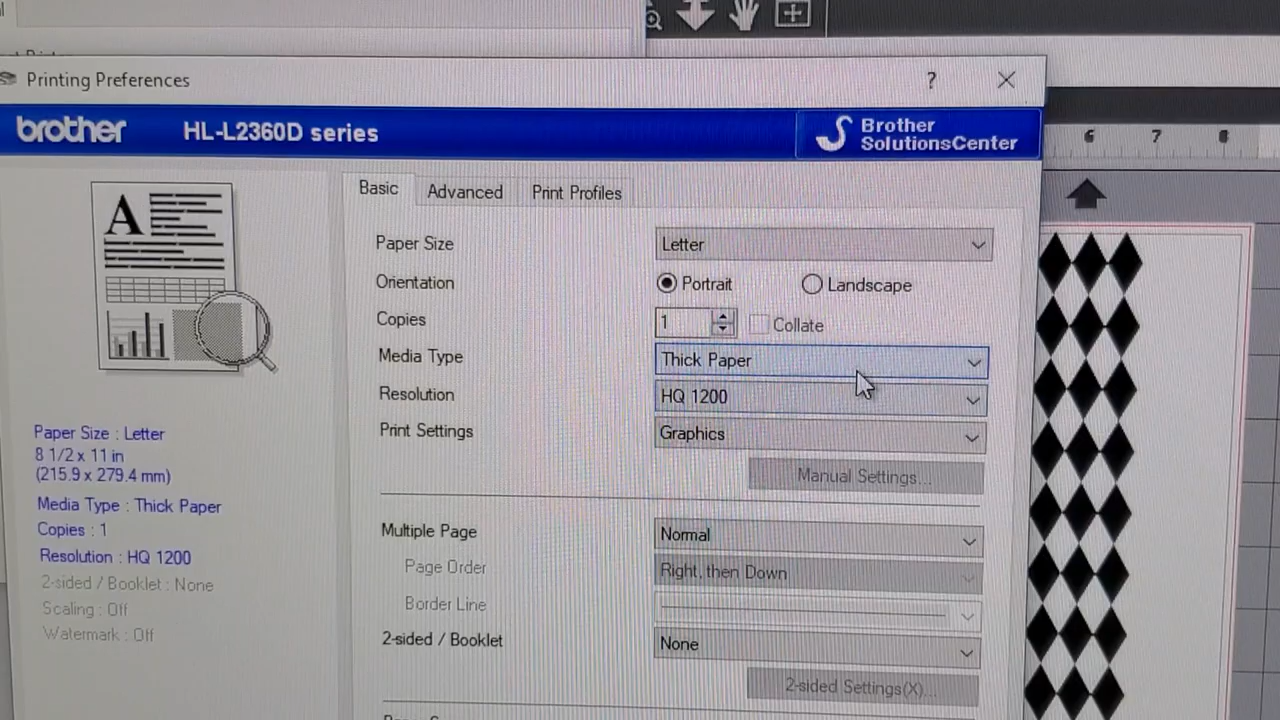 Printing Preferences
?
brother HL-L2360D series
Brother
SolutionsCenter
6 7 8
A
Basic Advanced Print Profiles
Paper Size Letter
Orientation Portrait Landscape
Copies 1 Collate
Media Type Thick Paper
Resolution HQ 1200
Print Settings Graphics
Manual Settings...
Multiple Page Normal
Page Order Right, then Down
Border Line
2-sided / Booklet None
2-sided Settings(X)...
Paper Size : Letter
8 1/2 x 11 in
(215.9 x 279.4 mm)
Media Type : Thick Paper
Copies : 1
Resolution : HQ 1200
2-sided / Booklet : None
Scaling : Off
Watermark : Off